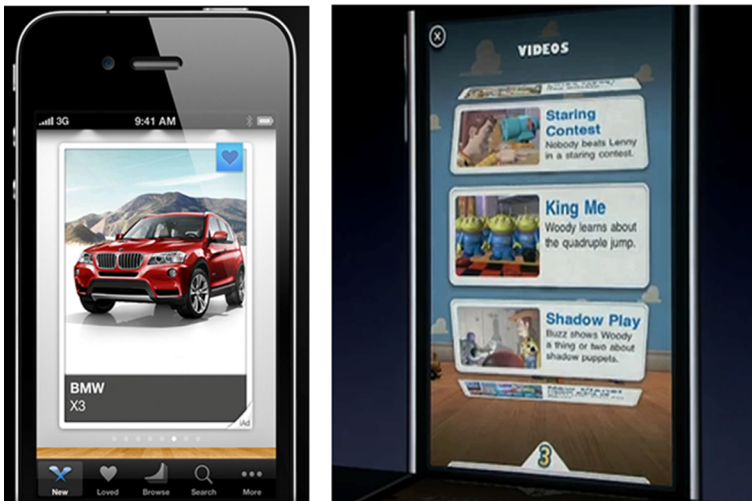 3G 9:41 AM
BMW
X3
iAd
New Loved Browse Search More
VIDEOS
Staring
Contest
Nobody beats Lenny
in a staring contest.
King Me
Woody learns about
the quadruple jump.
Shadow Play
Buzz shows Woody
a thing or two about
shadow puppets.
3